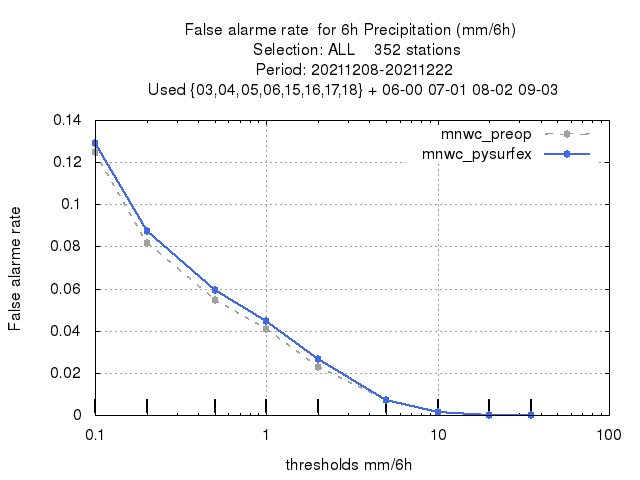 False alarme rate  for 6h Precipitation (mm/6h)
Selection: ALL    352 stations
Period: 20211208-20211222
Used {03,04,05,06,15,16,17,18} + 06-00 07-01 08-02 09-03
mnwc_preop
mnwc_pysurfex
False alarme rate
0.14
0.12
0.1
0.08
0.06
0.04
0.02
0
0.1 1 10 100
thresholds mm/6h